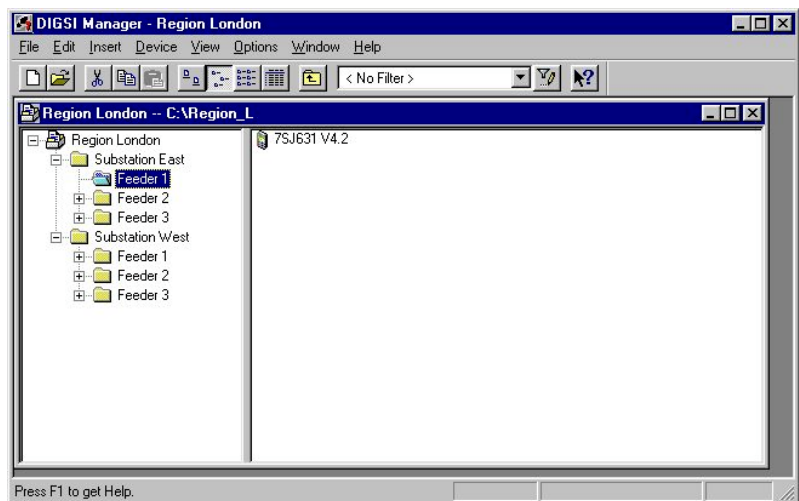 DIGSI Manager - Region London
File Edit Insert Device View Options Window Help
< No Filter >
Region London -- C:\Region_L
Region London
Substation East
Feeder 1
Feeder 2
Feeder 3
Substation West
Feeder 1
Feeder 2
Feeder 3
7SJ631 V4.2
Press F1 to get Help.